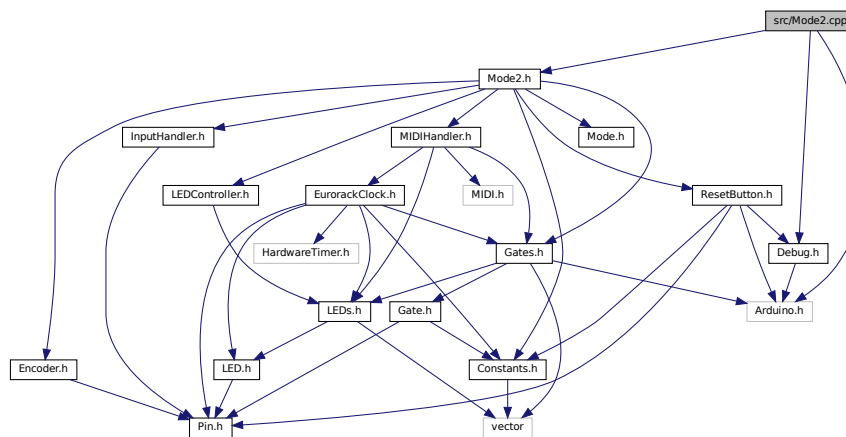 src/Mode2.cpp
Mode2.h
InputHandler.h
MIDIHandler.h
Mode.h
LEDController.h
EurorackClock.h
MIDI.h
ResetButton.h
HardwareTimer.h
Gates.h
Debug.h
LEDs.h
Gate.h
Arduino.h
Encoder.h
LED.h
Constants.h
Pin.h
vector